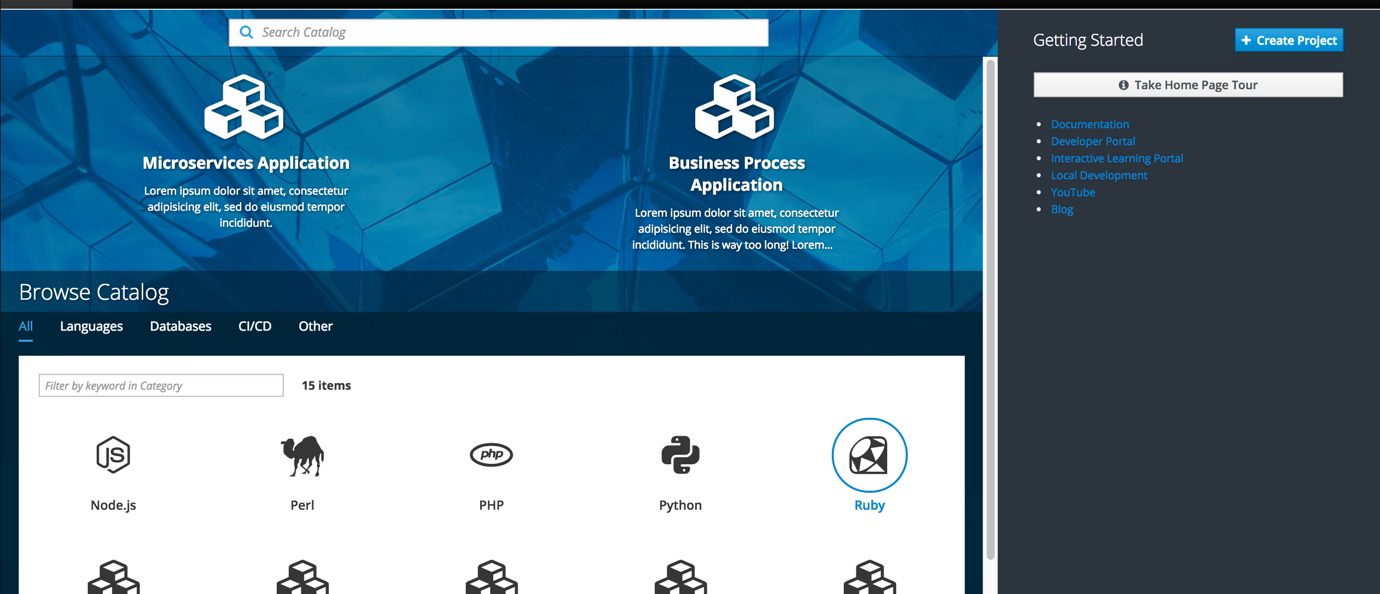 Search Catalog
Getting Started
Create Project
Take Home Page Tour
Documentation
Developer Portal
Interactive Learning Portal
Local Development
YouTube
Blog
Microservices Application
Lorem ipsum dolor sit amet, consectetur
adipisicing elit, sed do eiusmod tempor
incididunt.
Business Process
Application
Lorem ipsum dolor sit amet, consectetur
adipisicing elit, sed do eiusmod tempor
incididunt. This is way too long! Lorem...
Browse Catalog
All Languages Databases CI/CD Other
Filter by keyword in Category 15 items
JS
php
Node.js Perl PHP Python Ruby